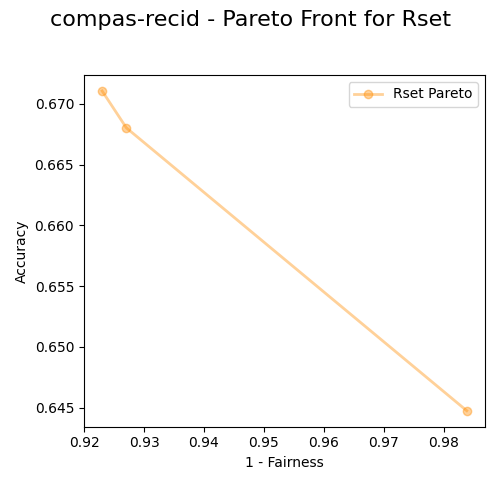 compas-recid - Pareto Front for Rset
Rset Pareto
0.670
0.665
0.660
0.655
0.650
0.645
Accuracy
0.92 0.93 0.94 0.95 0.96 0.97 0.98
1 - Fairness